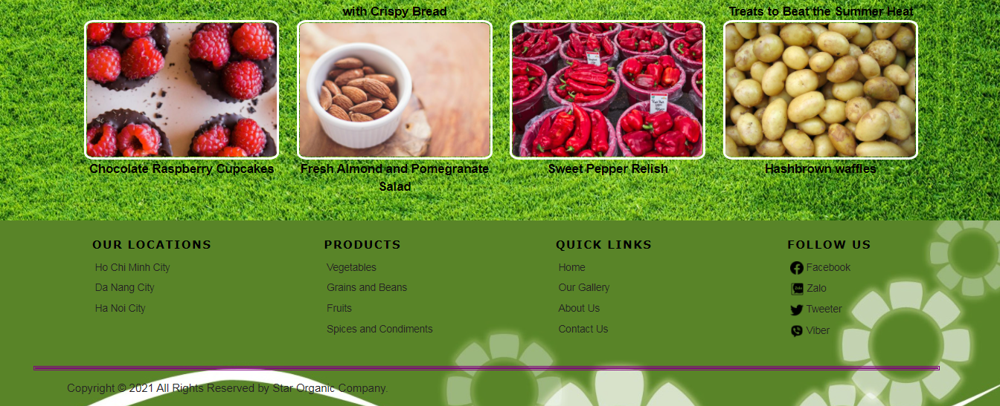 with Crispy Bread
Treats to Beat the Summer Heat
Chocolate Raspberry Cupcakes
Fresh Almond and Pomegranate
Salad
Sweet Pepper Relish
Hashbrown waffles
OUR LOCATIONS
Ho Chi Minh City
Da Nang City
Ha Noi City
PRODUCTS
Vegetables
Grains and Beans
Fruits
Spices and Condiments
QUICK LINKS
Home
Our Gallery
About Us
Contact Us
FOLLOW US
Facebook
Zalo
Tweeter
Viber
Copyright © 2021 All Rights Reserved by Star Organic Company.